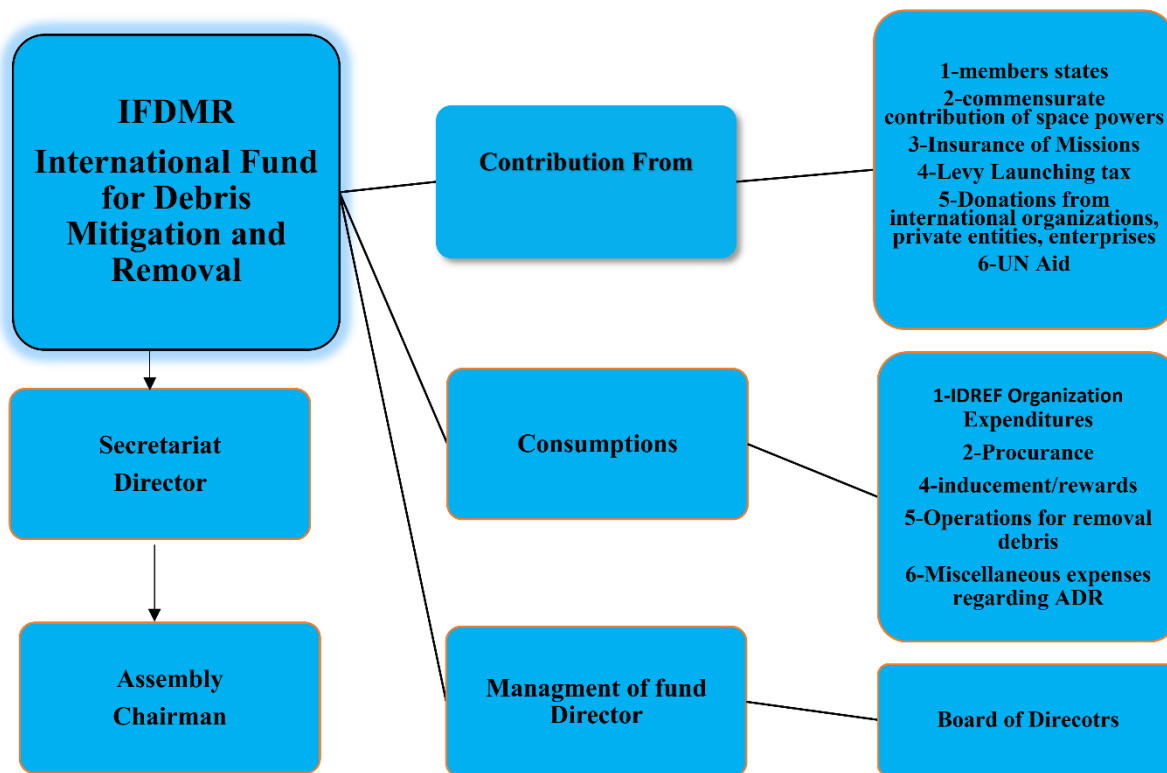 IFDMR
International Fund
for Debris
Mitigation and
Removal
Secretariat
Director
Assembly
Chairman
Contribution From
1-members states
2-commensurate
contribution of space powers
3-Insurance of Missions
4-Levy Launching tax
5-Donations from
international organizations,
private entities, enterprises
6-UN Aid
Consumptions
1-IDREF Organization
Expenditures
2-Procurance
4-inducement/rewards
5-Operations for removal
debris
6-Miscellaneous expenses
regarding ADR
Managment of fund
Director
Board of Direcotrs